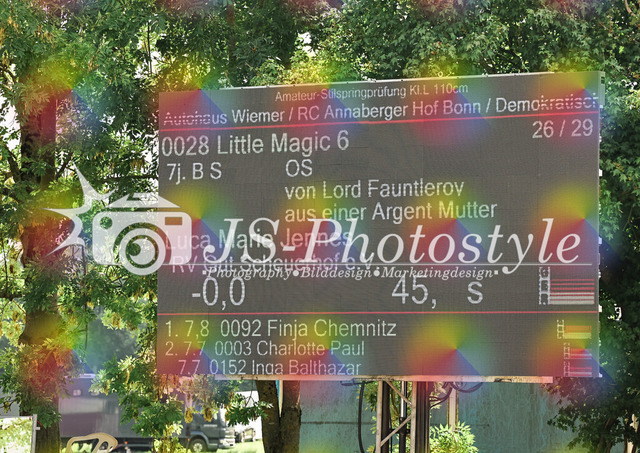 Amateur-Stilspringprüfung Kl.L 110cm
Autohaus Wiemer / RC Annaberger Hof Bonn / Demokratisch
0028 Little Magic 6
26 / 29
7j. B S OS
von Lord Fauntleroy
aus einer Argent Mutter
JS-Photostyle
Photography•Bilddesign•Marketingdesign•
-0,0 45, s
1. 7.8 0092 Finja Chemnitz
2. 7.7 0003 Charlotte Paul
7.7 0152 Inga Balthazar